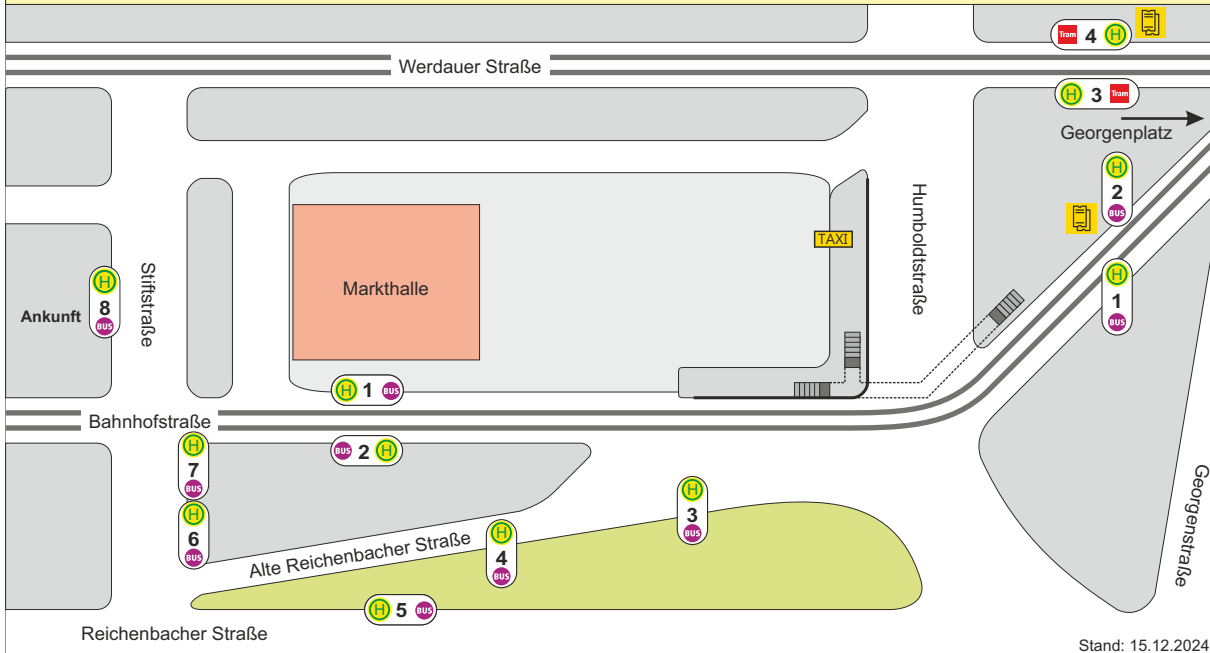 Tram 4 H
Werdauer Straße
H 3 Tram
Georgenplatz
H
2
BUS
TAXI
Humboldtstraße
H
1
BUS
Stiftstraße
H
8
BUS
Ankunft
Markthalle
H 1 BUS
Bahnhofstraße
H
7
BUS
BUS 2 H
H
6
BUS
H
3
BUS
H
4
BUS
Alte Reichenbacher Straße
H 5 BUS
Georgenstraße
Reichenbacher Straße
Stand: 15.12.2024